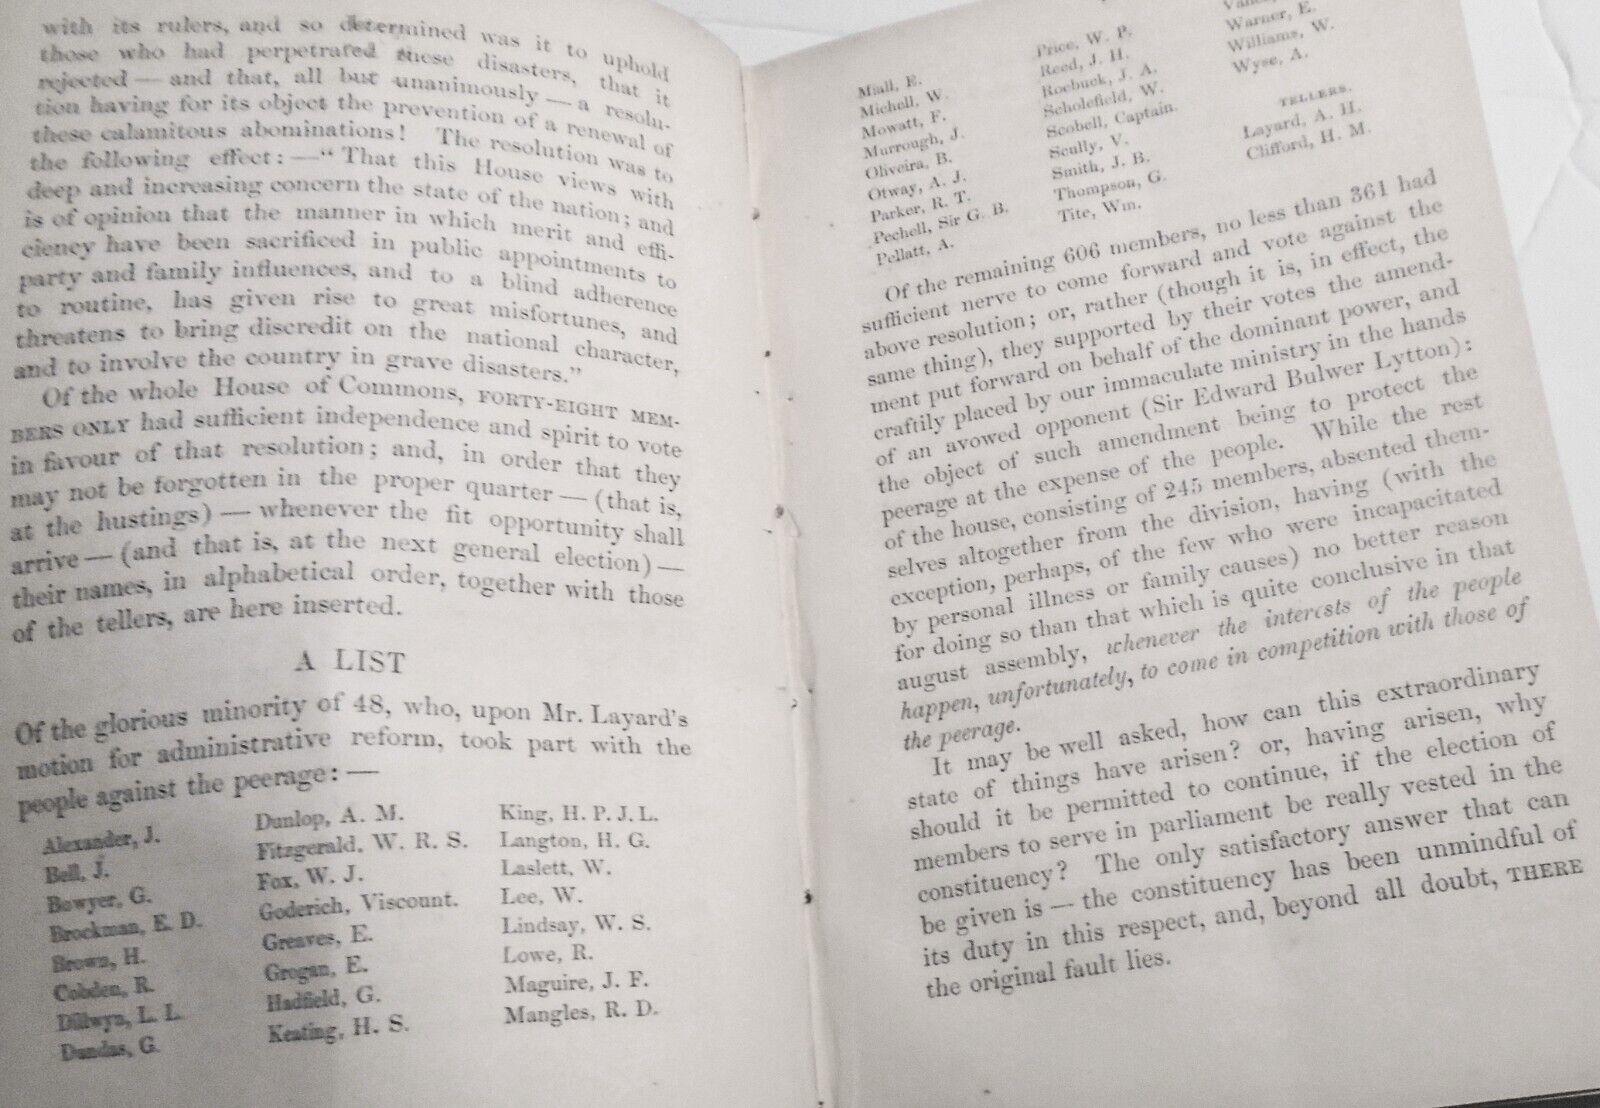 with its rulers, and so determined was it to uphold
those who had perpetrated these disasters, that it
rejected — and that, all but unanimously — a resolu-
tion having for its object the prevention of a renewal of
these calamitous abominations! The resolution was to
the following effect: — "That this House views with
deep and increasing concern the state of the nation; and
is of opinion that the manner in which merit and effi-
ciency have been sacrificed in public appointments to
party and family influences, and to a blind adherence
to routine, has given rise to great misfortunes, and
threatens to bring discredit on the national character,
and to involve the country in grave disasters."
Of the whole House of Commons, FORTY-EIGHT MEM-
BERS ONLY had sufficient independence and spirit to vote
in favour of that resolution; and, in order that they
may not be forgotten in the proper quarter — (that is,
at the hustings) — whenever the fit opportunity shall
arrive — (and that is, at the next general election) —
their names, in alphabetical order, together with those
of the tellers, are here inserted.
A LIST
Of the glorious minority of 48, who, upon Mr. Layard's
motion for administrative reform, took part with the
people against the peerage: —
Alexander, J.
Bell, J.
Bowyer, G.
Brockman, E. D.
Brown, H.
Cobden, R.
Dillwyn, L. L.
Dundas, G.
Dunlop, A. M.
Fitzgerald, W. R. S.
Fox, W. J.
Goderich, Viscount.
Greaves, E.
Grogan, E.
Hadfield, G.
Keating, H. S.
King, H. P. J. L.
Langton, H. G.
Laslett, W.
Lee, W.
Lindsay, W. S.
Lowe, R.
Maguire, J. F.
Mangles, R. D.
Miall, E.
Michell, W.
Mowatt, F.
Murrough, J.
Oliveira, B.
Otway, A. J.
Parker, R. T.
Pechell, Sir G. B.
Pellatt, A.
Price, W. P.
Reed, J. H.
Roebuck, J. A.
Scholefield, W.
Scobell, Captain.
Scully, V.
Smith, J. B.
Thompson, G.
Tite, Wm.
Warner, E.
Williams, W.
Wyse, A.
TELLERS.
Layard, A. H.
Clifford, H. M.
Of the remaining 606 members, no less than 361 had
sufficient nerve to come forward and vote against the
above resolution; or, rather (though it is, in effect, the
same thing), they supported by their votes the amend-
ment put forward on behalf of the dominant power, and
craftily placed by our immaculate ministry in the hands
of an avowed opponent (Sir Edward Bulwer Lytton):
the object of such amendment being to protect the
peerage at the expense of the people. While the rest
of the house, consisting of 245 members, absented them-
selves altogether from the division, having (with the
exception, perhaps, of the few who were incapacitated
by personal illness or family causes) no better reason
for doing so than that which is quite conclusive in that
august assembly, whenever the interests of the people
happen, unfortunately, to come in competition with those of
the peerage.
It may be well asked, how can this extraordinary
state of things have arisen? or, having arisen, why
should it be permitted to continue, if the election of
members to serve in parliament be really vested in the
constituency? The only satisfactory answer that can
be given is — the constituency has been unmindful of
its duty in this respect, and, beyond all doubt, THERE
the original fault lies.